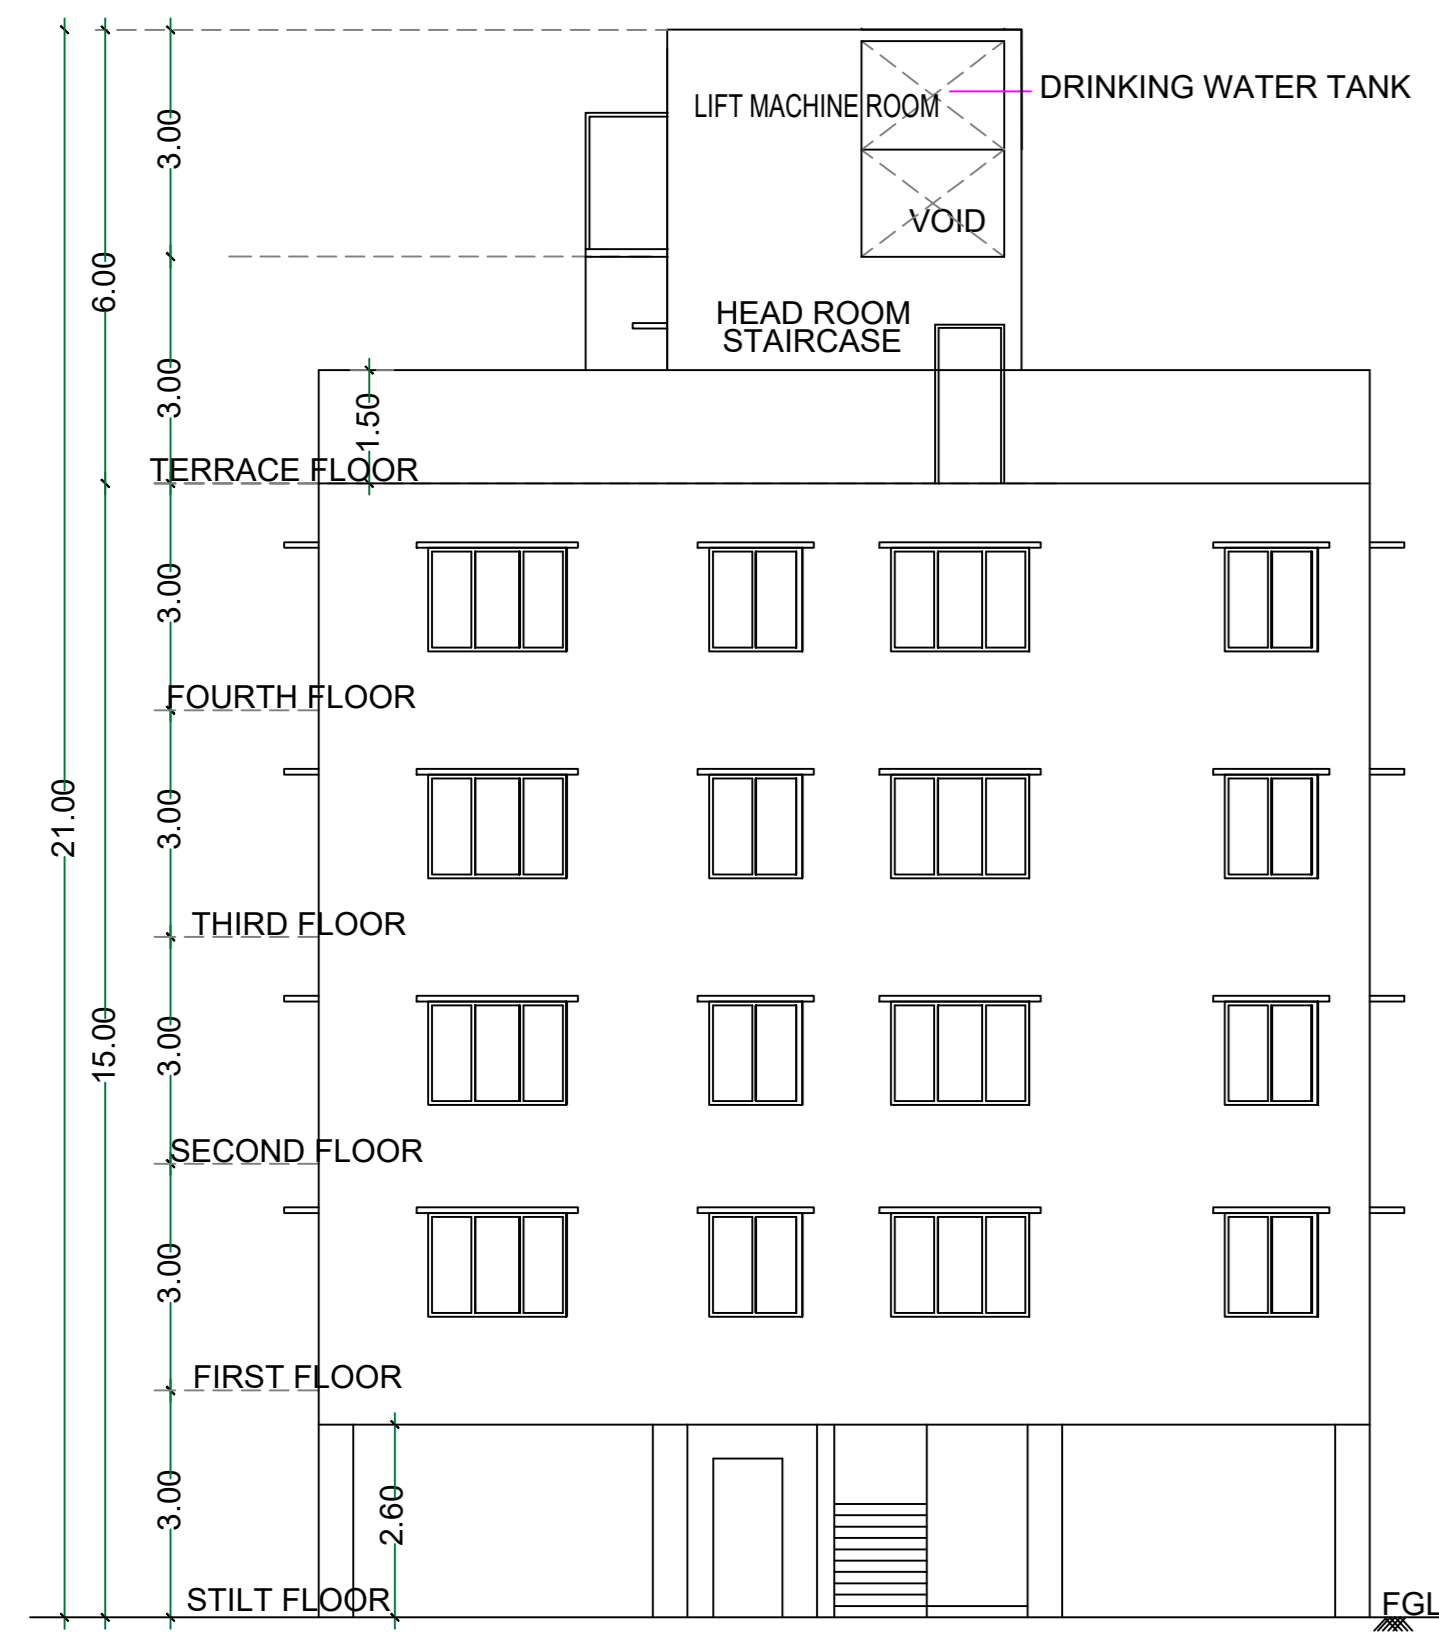 DRINKING WATER TANK
LIFT MACHINE ROOM
3.00
VOID
6.00
HEAD ROOM
STAIRCASE
3.00
1.50
TERRACE FLOOR
3.00
FOURTH FLOOR
21.00
3.00
THIRD FLOOR
15.00
3.00
SECOND FLOOR
3.00
FIRST FLOOR
3.00
2.60
STILT FLOOR
FGL